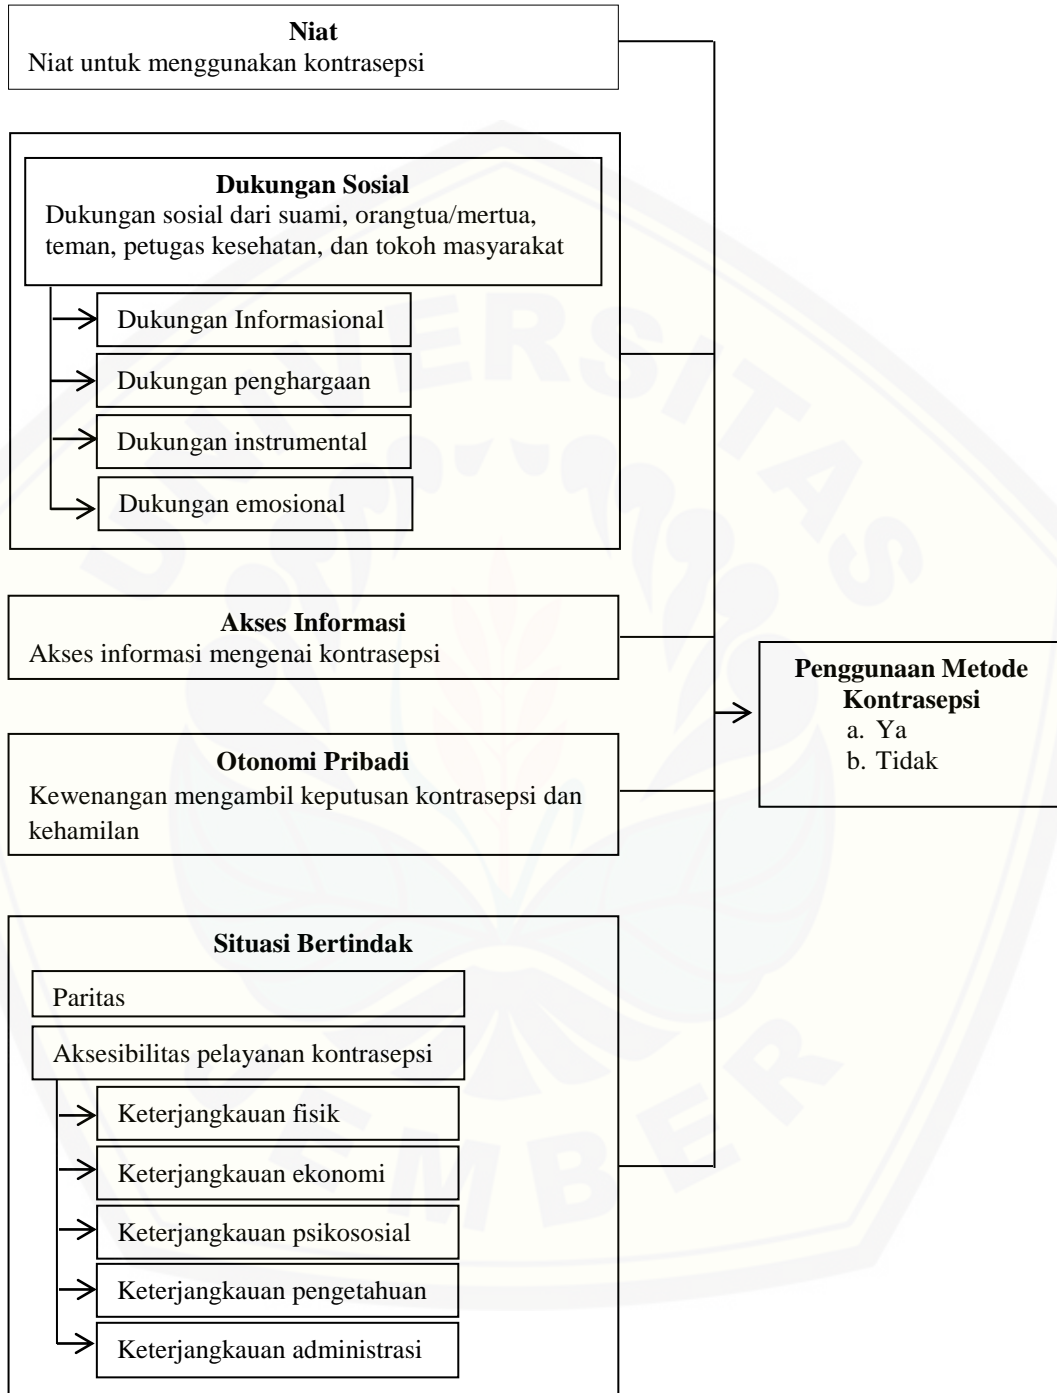 Niat
Niat untuk menggunakan kontrasepsi
Dukungan Sosial
Dukungan sosial dari suami, orangtua/mertua,
teman, petugas kesehatan, dan tokoh masyarakat
Dukungan Informasional
Dukungan penghargaan
Dukungan instrumental
Dukungan emosional
Akses Informasi
Akses informasi mengenai kontrasepsi
Otonomi Pribadi
Kewenangan mengambil keputusan kontrasepsi dan
kehamilan
Situasi Bertindak
Paritas
Aksesibilitas pelayanan kontrasepsi
Keterjangkauan fisik
Keterjangkauan ekonomi
Keterjangkauan psikososial
Keterjangkauan pengetahuan
Keterjangkauan administrasi
Penggunaan Metode
Kontrasepsi
a. Ya
b. Tidak
UNIVERSITAS
JEMBER